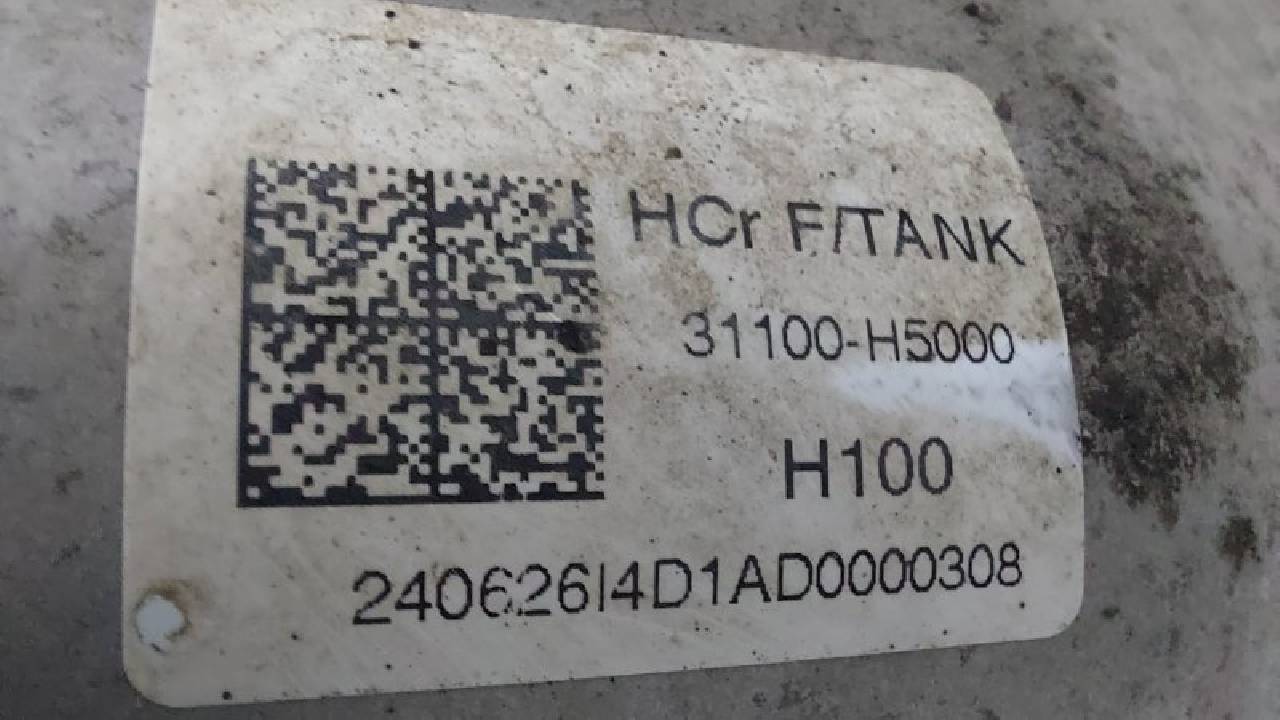 HCr F/TANK
31100-H5000
H100
240626I4D1AD0000308